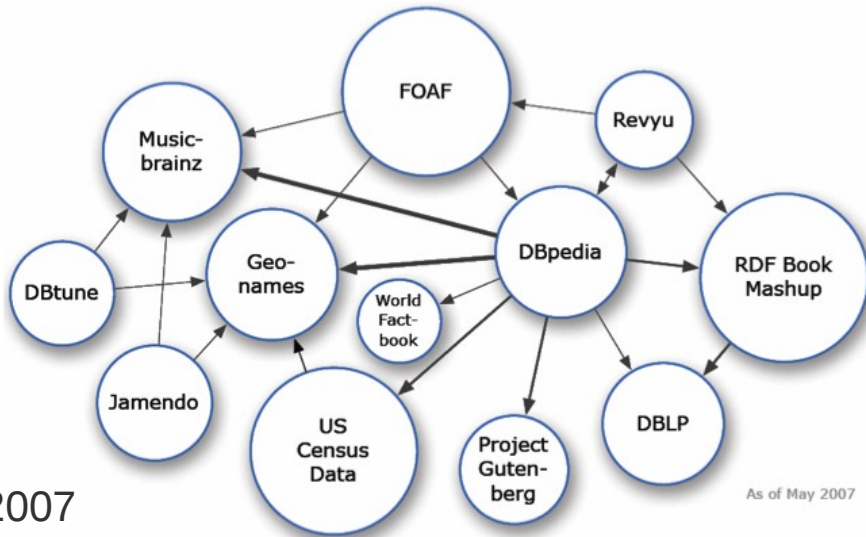 FOAF
Revyu
Music-
brainz
DBpedia
RDF Book
Mashup
Geo-
names
DBtune
World
Fact-
book
Jamendo
US
Census
Data
Project
Guten-
berg
DBLP
As of May 2007
2007